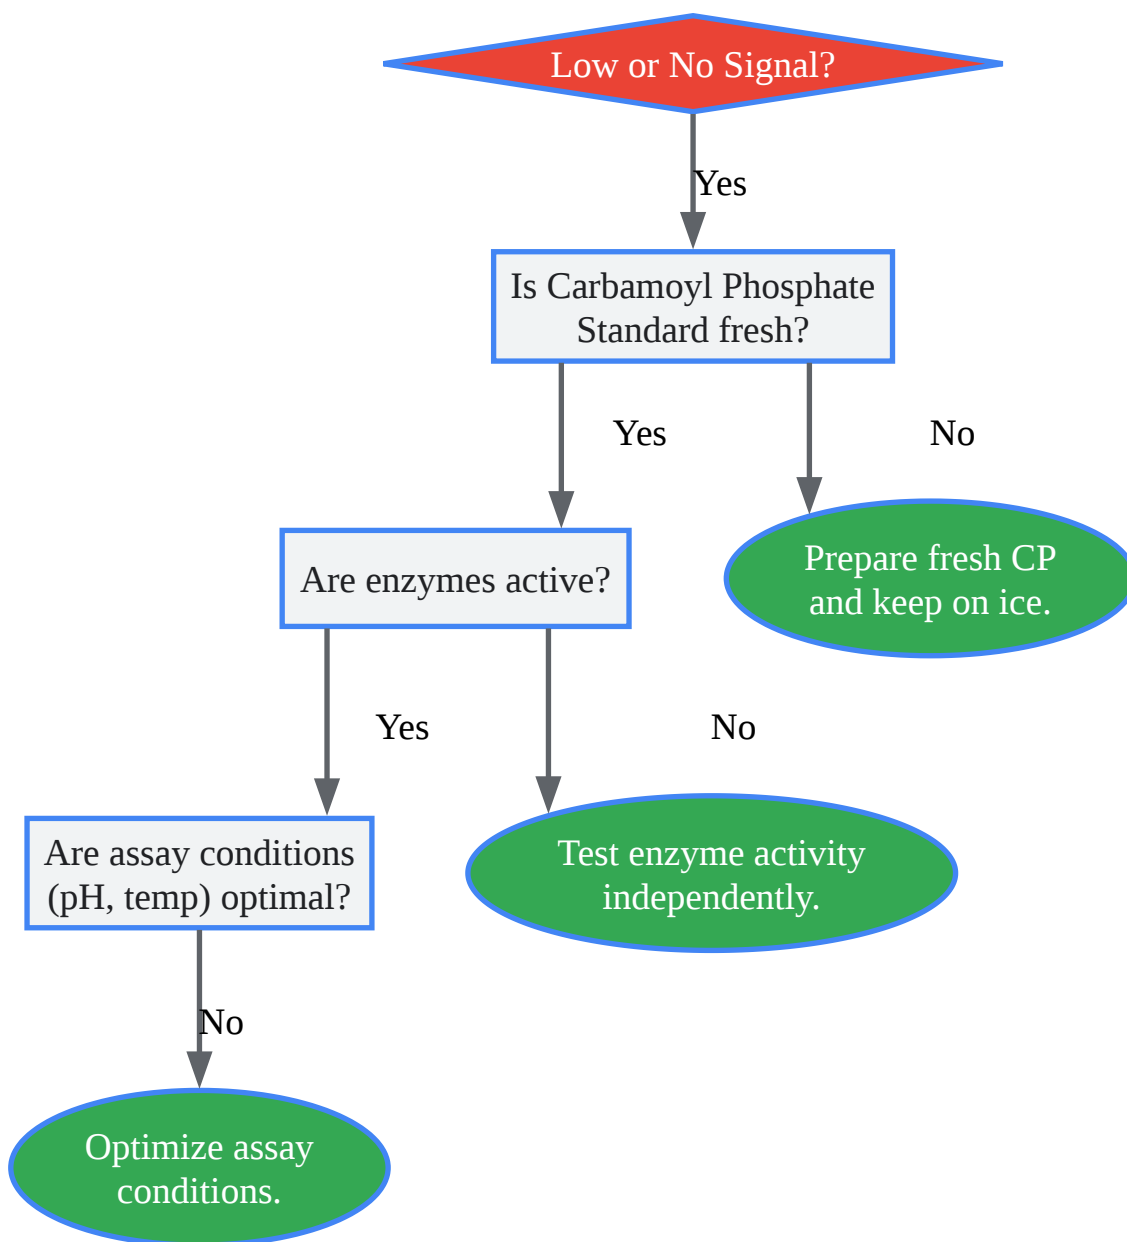 Low or No Signal?
Yes
Is Carbamoyl Phosphate
Standard fresh?
Yes
No
Are enzymes active?
Prepare fresh CP
and keep on ice.
Yes
No
Are assay conditions
(pH, temp) optimal?
Test enzyme activity
independently.
No
Optimize assay
conditions.